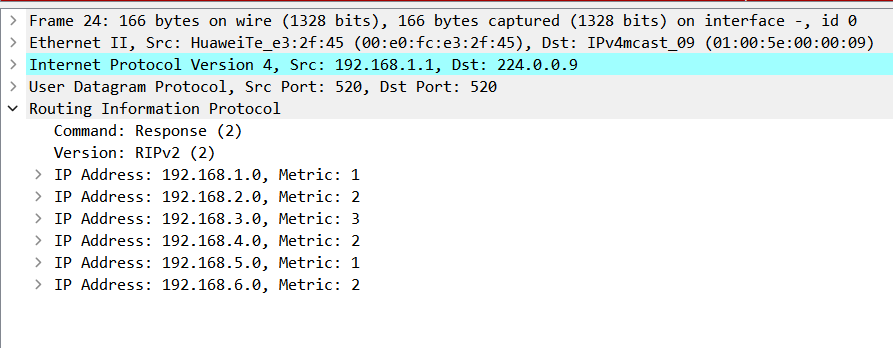 Frame 24: 166 bytes on wire (1328 bits), 166 bytes captured (1328 bits) on interface -, id 0
Ethernet II, Src: HuaweiTe_e3:2f:45 (00:e0:fc:e3:2f:45), Dst: IPv4mcast_09 (01:00:5e:00:00:09)
Internet Protocol Version 4, Src: 192.168.1.1, Dst: 224.0.0.9
User Datagram Protocol, Src Port: 520, Dst Port: 520
Routing Information Protocol
Command: Response (2)
Version: RIPv2 (2)
IP Address: 192.168.1.0, Metric: 1
IP Address: 192.168.2.0, Metric: 2
IP Address: 192.168.3.0, Metric: 3
IP Address: 192.168.4.0, Metric: 2
IP Address: 192.168.5.0, Metric: 1
IP Address: 192.168.6.0, Metric: 2